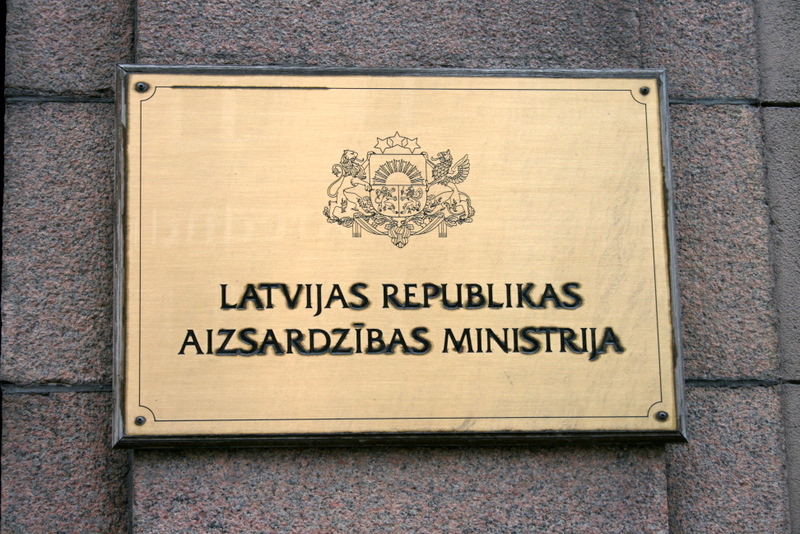 LATVIJAS REPUBLIKAS
AIZSARDZĪBAS MINISTRIJA